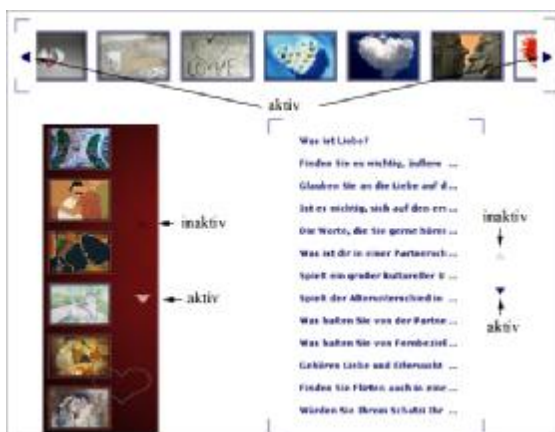 LOVE
aktiv
Was ist Liebe?
Finden Sie es wichtig, äußere ...
Glauben Sie an die Liebe auf d...
Ist es wichtig, sich auf den ers...
inaktiv
Die Worte, die Sie gerne hören...
inaktiv
Was ist dir in einer Partnersch...
Spielt ein großer kultureller U ...
aktiv
Spielt der Altersunterschied in ...
Was halten Sie von der Partne...
aktiv
Was halten Sie von Fernbeziel ...
Gehören Liebe und Eifersucht ...
Finden Sie Flirten auch in eine ...
Würden Sie Ihrem Schatzi Ihr ...